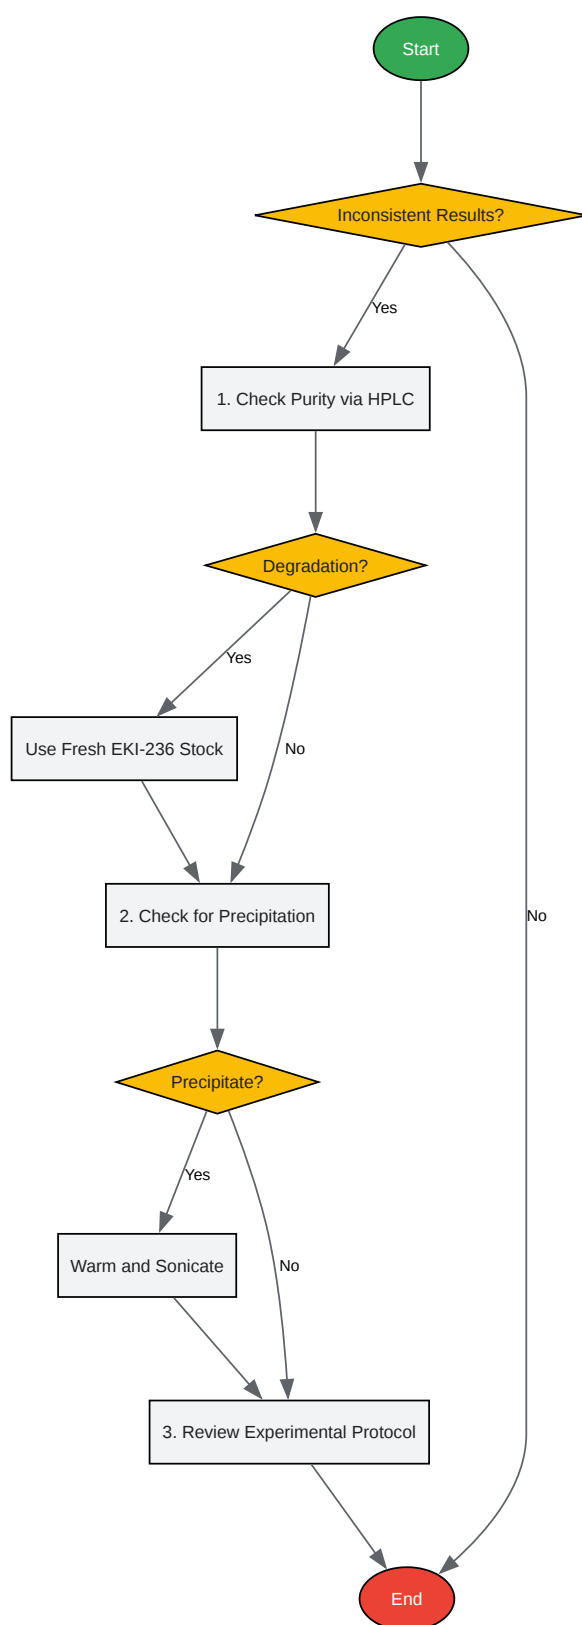 Start
Inconsistent Results?
Yes
1. Check Purity via HPLC
Degradation?
Yes
Use Fresh EKI-236 Stock
No
2. Check for Precipitation
No
Precipitate?
Yes
Warm and Sonicate
No
3. Review Experimental Protocol
End